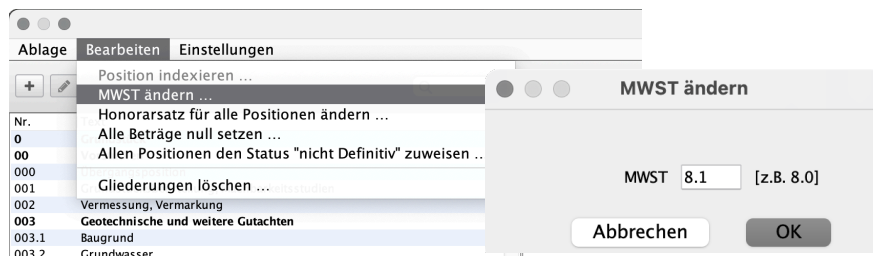 Ablage Bearbeiten Einstellungen
Position indexieren ...
MWST ändern ...
Honorarsatz für alle Positionen ändern ...
Alle Beträge null setzen ...
Allen Positionen den Status "nicht Definitiv" zuweisen ..
Gliederungen löschen ...
Nr.
0
00
000
001
002 Vermessung, Vermarkung
003 Geotechnische und weitere Gutachten
003.1 Baugrund
003.2 Grundwasser
MWST ändern
MWST 8.1 [z.B. 8.0]
Abbrechen OK